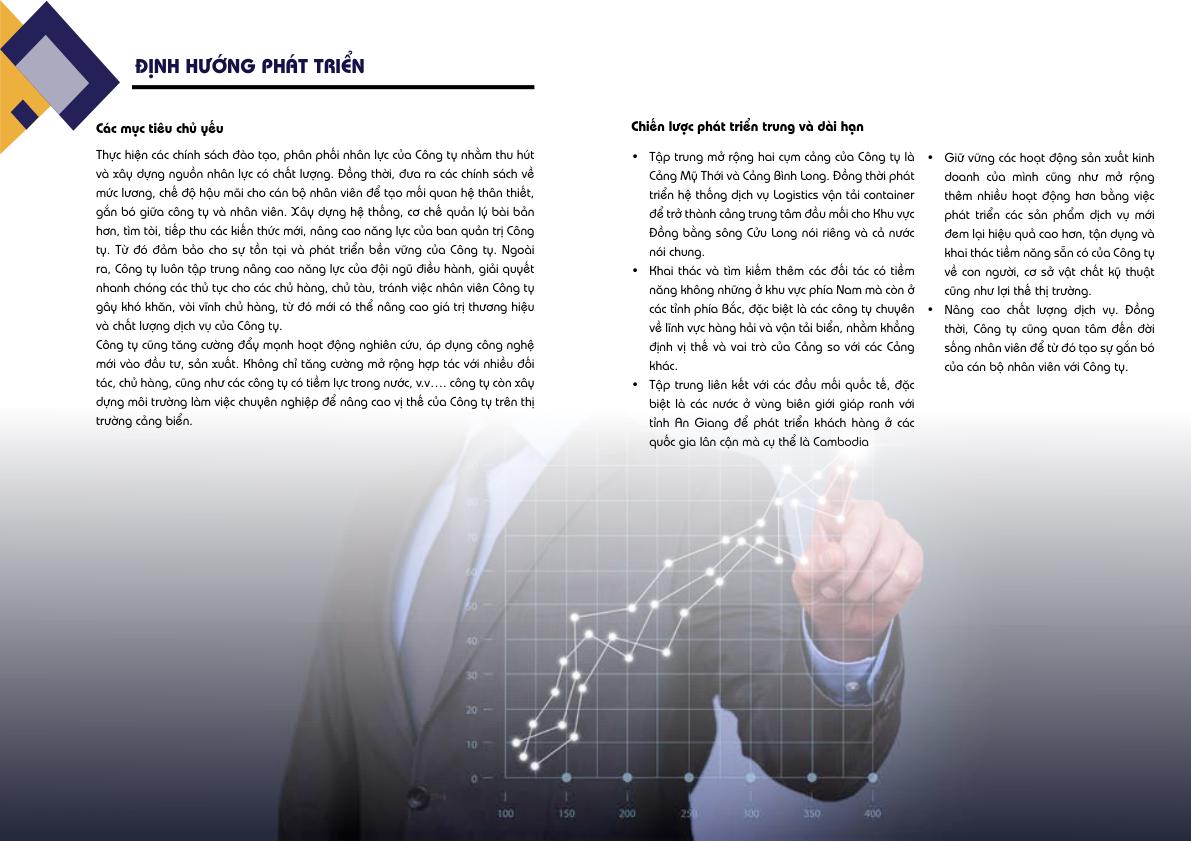 ĐỊNH HƯỚNG PHÁT TRIỂN
Các mục tiêu chủ yếu
Thực hiện các chính sách đào tạo, phân phối nhân lực của Công ty nhằm thu hút
và xây dựng nguồn nhân lực có chất lượng. Đồng thời, đưa ra các chính sách về
mức lương, chế độ hậu mãi cho cán bộ nhân viên để tạo mối quan hệ thân thiết,
gắn bó giữa công ty và nhân viên. Xây dựng hệ thống, cơ chế quản lý bài bản
hơn, tìm tòi, tiếp thu các kiến thức mới, nâng cao năng lực của ban quản trị Công
ty. Từ đó đảm bảo cho sự tồn tại và phát triển bền vững của Công ty. Ngoài
ra, Công ty luôn tập trung nâng cao năng lực của đội ngũ điều hành, giải quyết
nhanh chóng các thủ tục cho các chủ hàng, chủ tàu, tránh việc nhân viên Công ty
gây khó khăn, vòi vĩnh chủ hàng, từ đó mới có thể nâng cao giá trị thương hiệu
và chất lượng dịch vụ của Công ty.
Công ty cũng tăng cường đẩy mạnh hoạt động nghiên cứu, áp dụng công nghệ
mới vào đầu tư, sản xuất. Không chỉ tăng cường mở rộng hợp tác với nhiều đối
tác, chủ hàng, cũng như các công ty có tiềm lực trong nước, v.v…. công ty còn xây
dựng môi trường làm việc chuyên nghiệp để nâng cao vị thế của Công ty trên thị
trường cảng biển.
Chiến lược phát triển trung và dài hạn
• Tập trung mở rộng hai cụm cảng của Công ty là
Cảng Mỹ Thới và Cảng Bình Long. Đồng thời phát
triển hệ thống dịch vụ Logistics vận tải container
để trở thành cảng trung tâm đầu mối cho Khu vực
Đồng bằng sông Cửu Long nói riêng và cả nước
nói chung.
• Khai thác và tìm kiếm thêm các đối tác có tiềm
năng không những ở khu vực phía Nam mà còn ở
các tỉnh phía Bắc, đặc biệt là các công ty chuyên
về lĩnh vực hàng hải và vận tải biển, nhằm khẳng
định vị thế và vai trò của Cảng so với các Cảng
khác.
• Tập trung liên kết với các đầu mối quốc tế, đặc
biệt là các nước ở vùng biên giới giáp ranh với
tỉnh An Giang để phát triển khách hàng ở các
quốc gia lân cận mà cụ thể là Cambodia
• Giữ vững các hoạt động sản xuất kinh
doanh của mình cũng như mở rộng
thêm nhiều hoạt động hơn bằng việc
phát triển các sản phẩm dịch vụ mới
đem lại hiệu quả cao hơn, tận dụng và
khai thác tiềm năng sẵn có của Công ty
về con người, cơ sở vật chất kỹ thuật
cũng như lợi thế thị trường.
• Nâng cao chất lượng dịch vụ. Đồng
thời, Công ty cũng quan tâm đến đời
sống nhân viên để từ đó tạo sự gắn bó
của cán bộ nhân viên với Công ty.
80
70
60
50
40
30
20
10
0
100 150 200 250 300 350 400